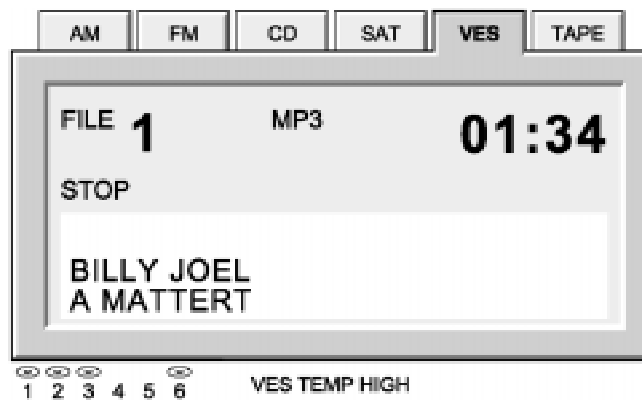 AM FM CD SAT VES TAPE
FILE 1 MP3 01:34
STOP
BILLY JOEL
A MATTERT
1 2 3 4 5 6 VES TEMP HIGH